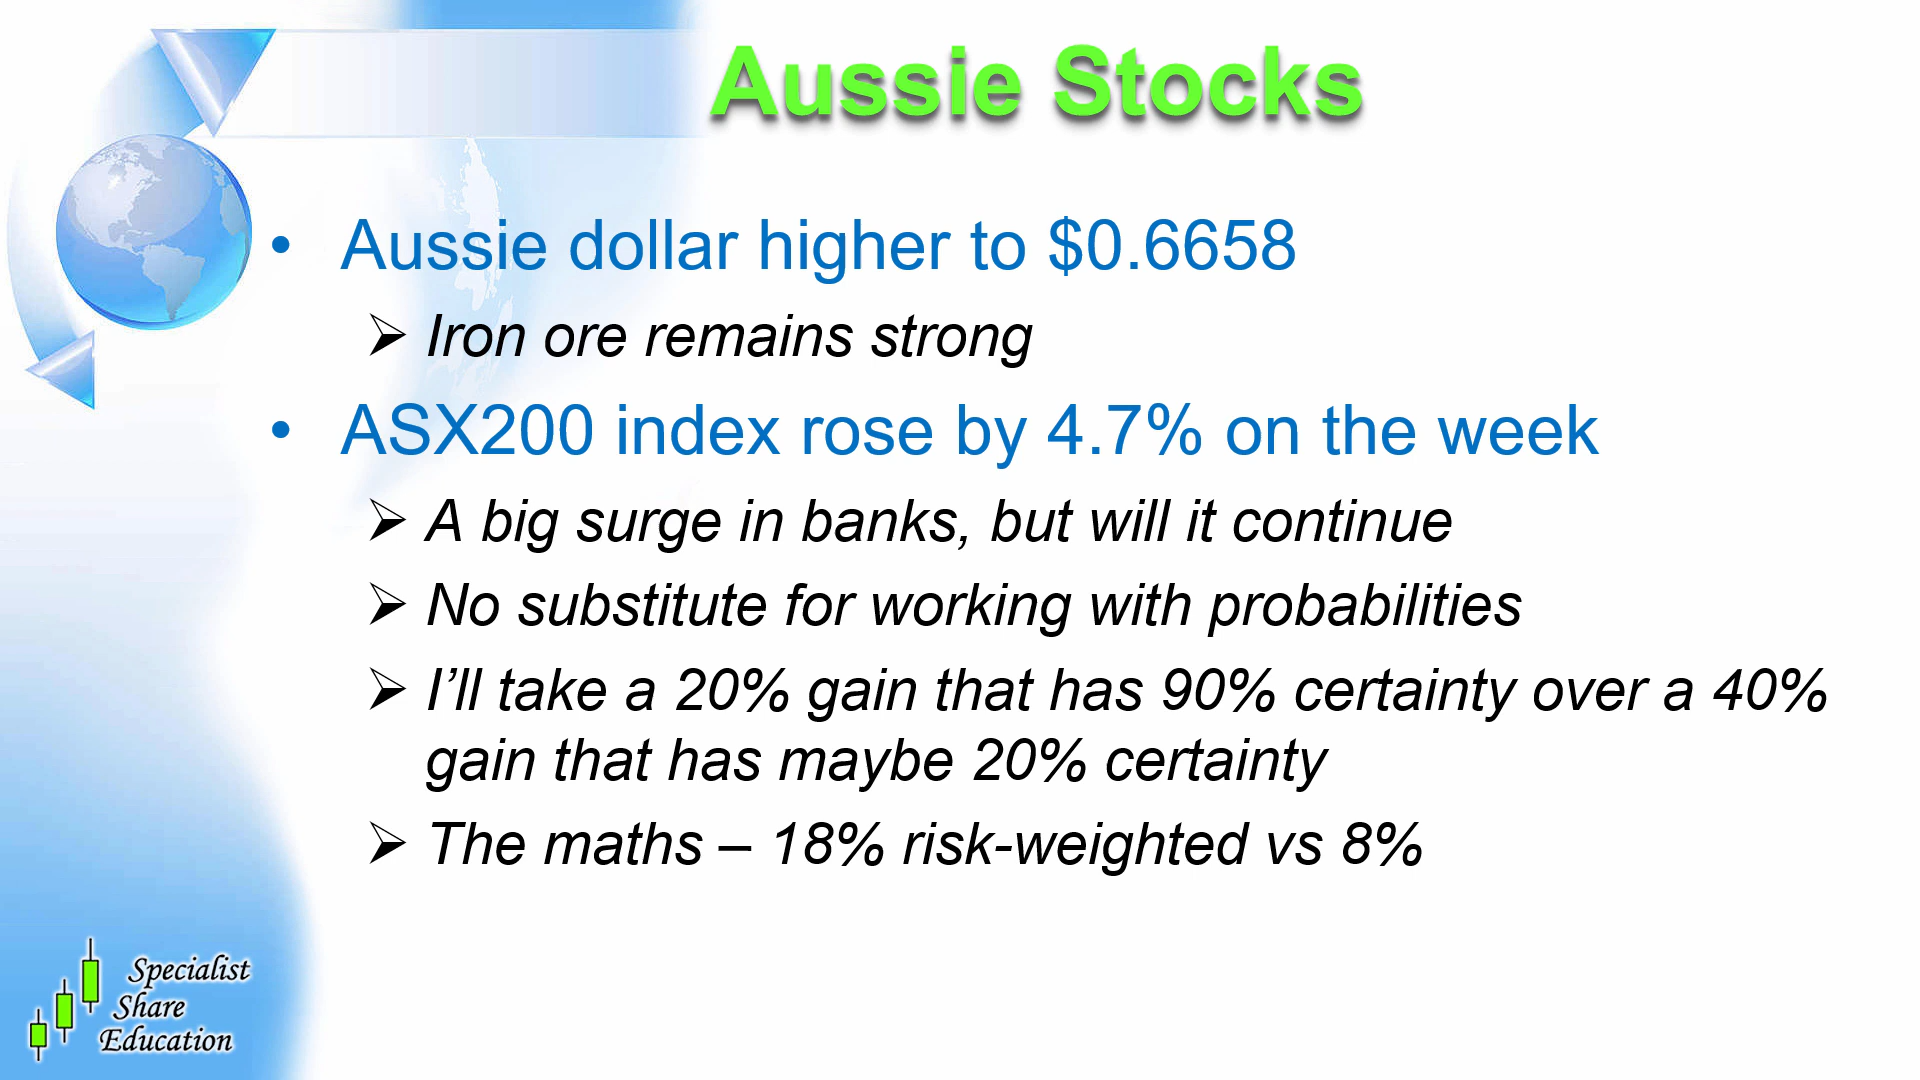 Aussie Stocks
• Aussie dollar higher to $0.6658
➢ Iron ore remains strong
• ASX200 index rose by 4.7% on the week
➢ A big surge in banks, but will it continue
➢ No substitute for working with probabilities
➢ I’ll take a 20% gain that has 90% certainty over a 40%
gain that has maybe 20% certainty
➢ The maths – 18% risk-weighted vs 8%
Specialist
Share
Education